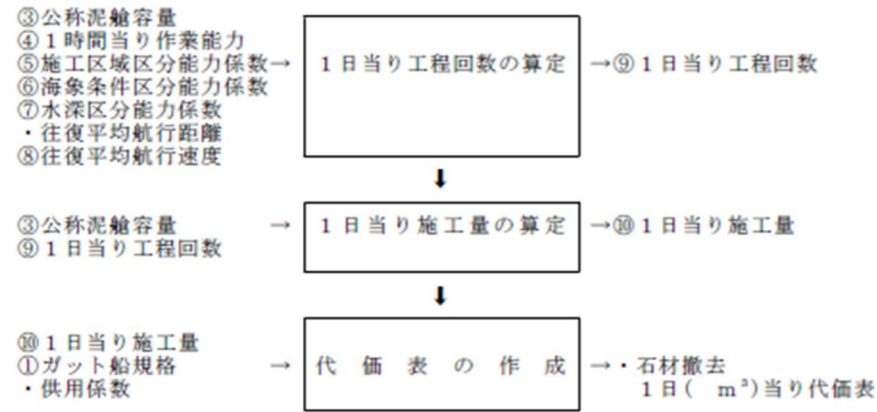 ③公称泥艙容量
④１時間当り作業能力
⑤施工区域区分能力係数→
⑥海象条件区分能力係数
⑦水深区分能力係数
・往復平均航行距離
⑧往復平均航行速度
１日当り工程回数の算定
→⑨１日当り工程回数
⬇
③公称泥艙容量　→
⑨１日当り工程回数
１日当り施工量の算定
→⑩１日当り施工量
⬇
⑩１日当り施工量
①ガット船規格　→
・供用係数
代価表の作成
→・石材撤去
１日(　ｍ³)当り代価表